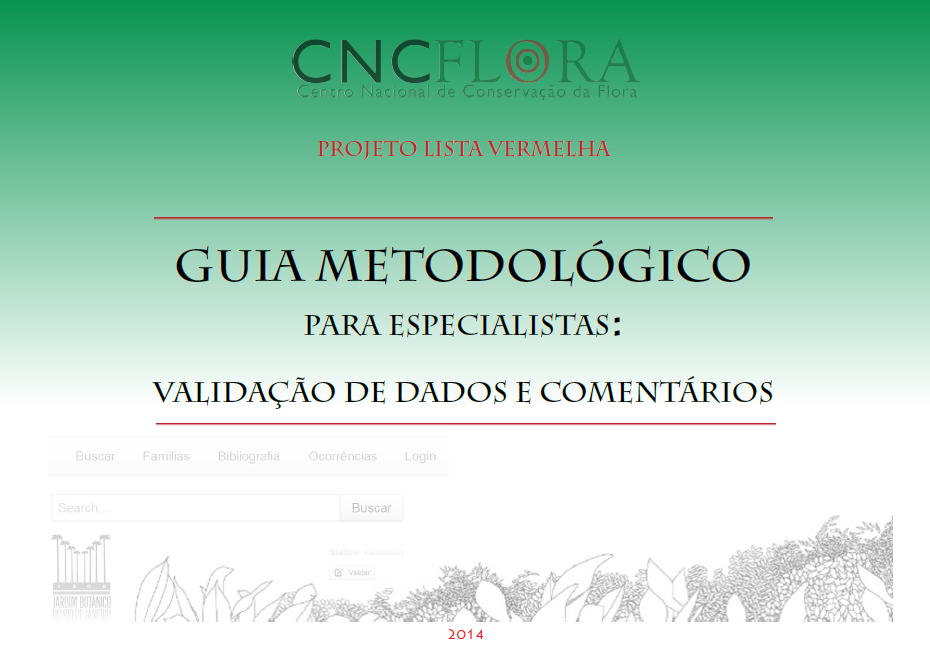 CNCFLORA
Centro Nacional de Conservação da Flora
PROJETO LISTA VERMELHA
GUIA METODOLÓGICO
PARA ESPECIALISTAS:
VALIDAÇÃO DE DADOS E COMENTÁRIOS
Buscar Famílias Bibliografia Ocorrências Login
Search... Buscar
Status Validation
Validar
JARDIM BOTÂNICO
DO RIO DE JANEIRO
2014